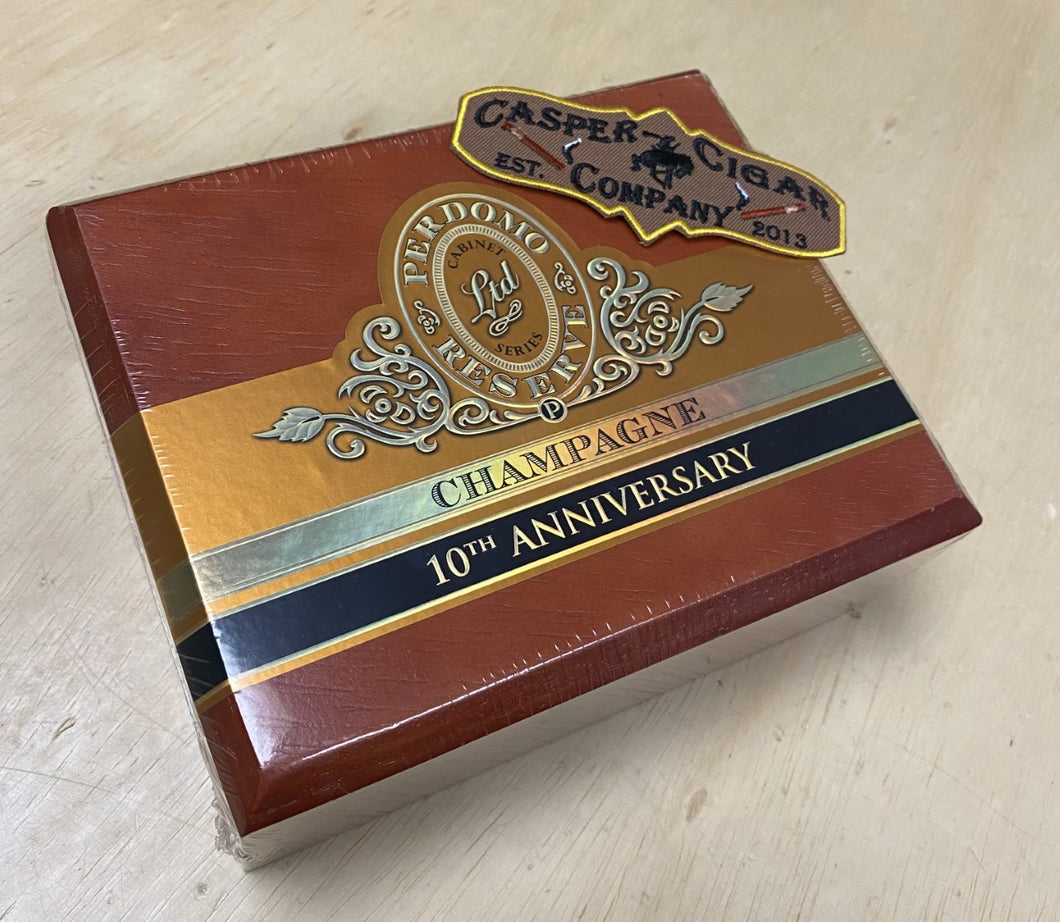 CASPER CIGAR
COMPANY
EST. 2013
PERDOMO
CABINET
Ltd
SERIES
RESERVE
P
CHAMPAGNE
10TH ANNIVERSARY